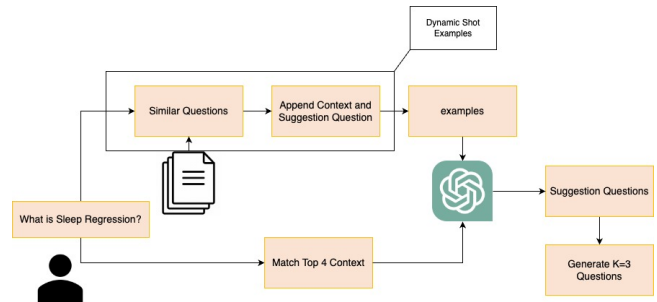 Dynamic Shot
Examples
Similar Questions
Append Context and
Suggestion Question
examples
What is Sleep Regression?
Match Top 4 Context
Suggestion Questions
Generate K=3
Questions